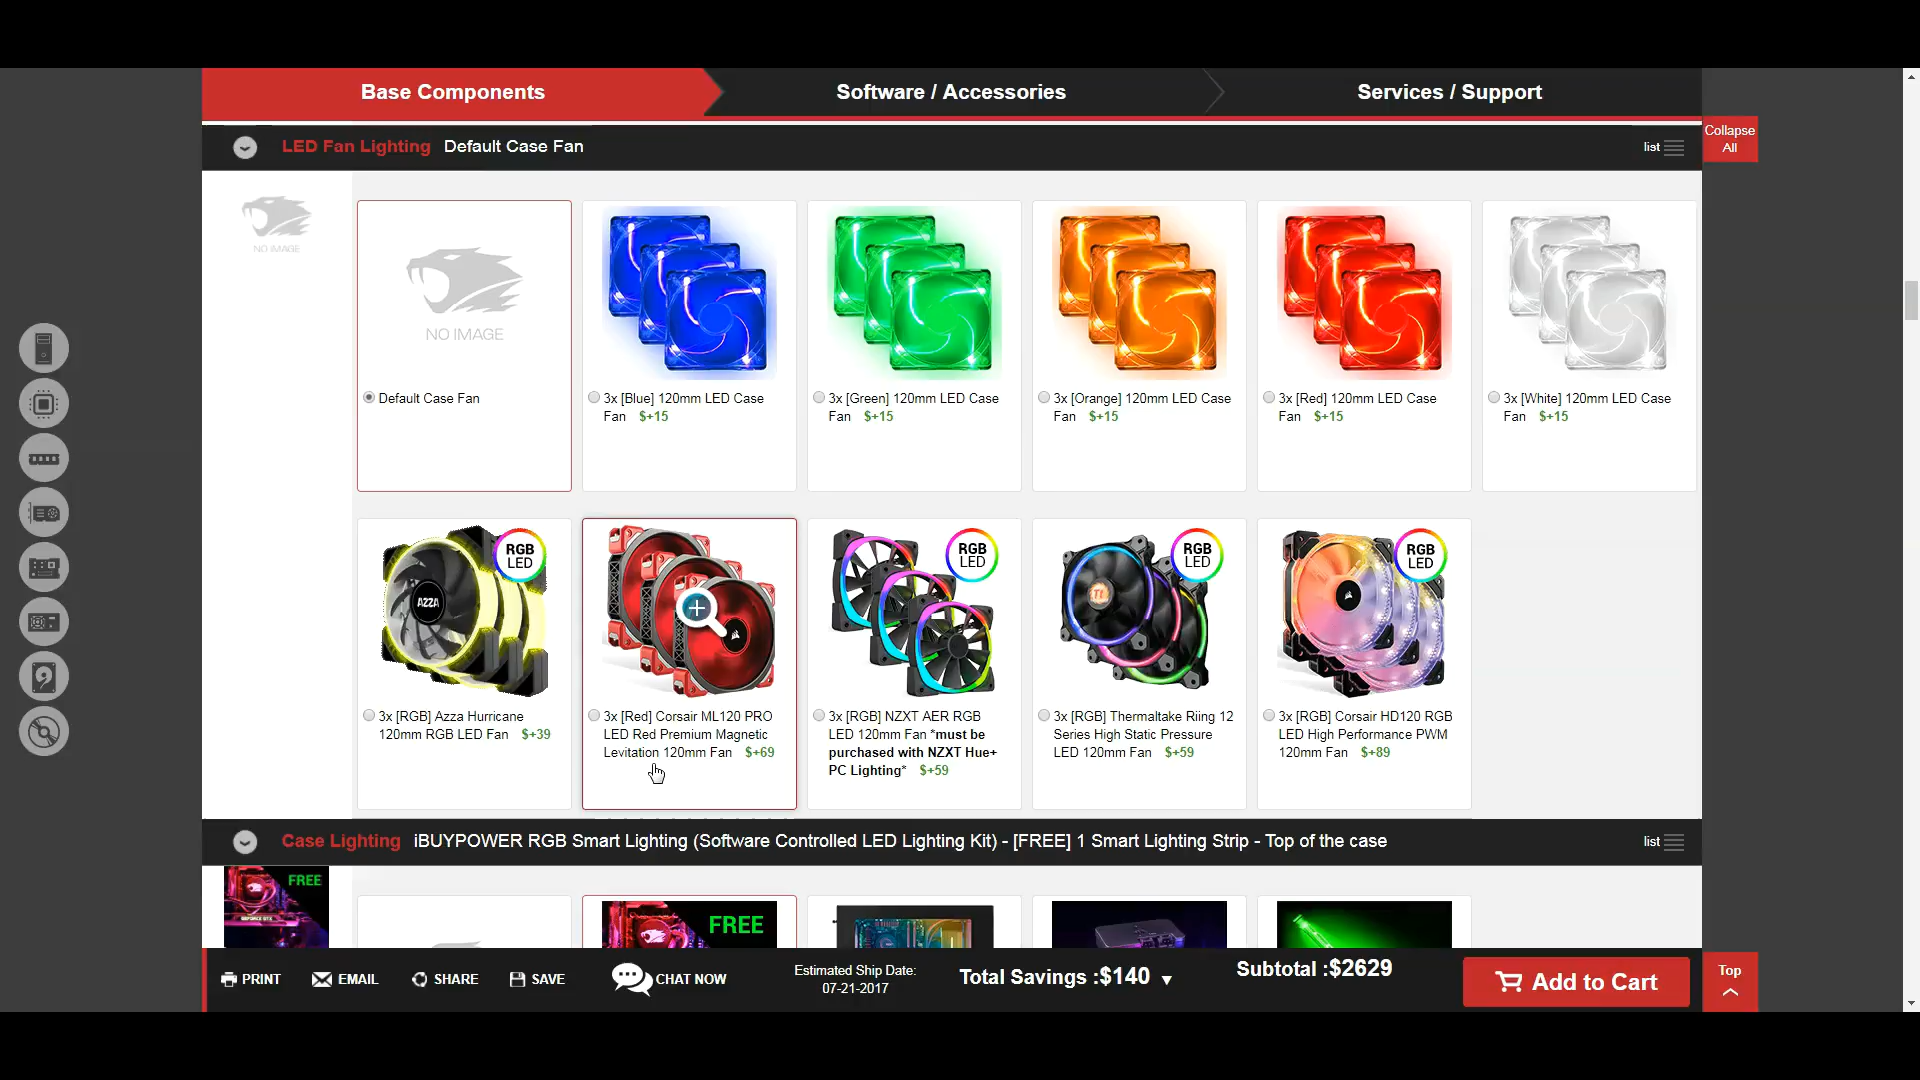 Base Components
Software / Accessories
Services / Support
LED Fan Lighting Default Case Fan
list
Collapse
All
NO IMAGE
NO IMAGE
Default Case Fan
3x [Blue] 120mm LED Case
Fan $+15
3x [Green] 120mm LED Case
Fan $+15
3x [Orange] 120mm LED Case
Fan $+15
3x [Red] 120mm LED Case
Fan $+15
3x [White] 120mm LED Case
Fan $+15
RGB
LED
AZZA
RGB
LED
RGB
LED
RGB
LED
3x [RGB] Azza Hurricane
120mm RGB LED Fan $+39
3x [Red] Corsair ML120 PRO
LED Red Premium Magnetic
Levitation 120mm Fan $+69
3x [RGB] NZXT AER RGB
LED 120mm Fan *must be
purchased with NZXT Hue+
PC Lighting* $+59
3x [RGB] Thermaltake Riing 12
Series High Static Pressure
LED 120mm Fan $+59
3x [RGB] Corsair HD120 RGB
LED High Performance PWM
120mm Fan $+89
Case Lighting iBUYPOWER RGB Smart Lighting (Software Controlled LED Lighting Kit) - [FREE] 1 Smart Lighting Strip - Top of the case
list
FREE
FREE
PRINT
EMAIL
SHARE
SAVE
CHAT NOW
Estimated Ship Date:
07-21-2017
Total Savings :$140
Subtotal :$2629
Add to Cart
Top